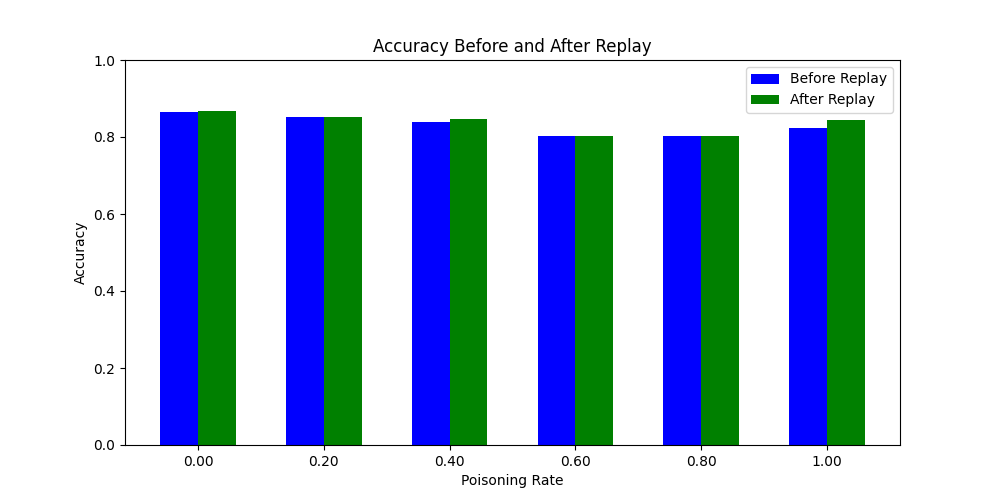 Accuracy Before and After Replay
1.0
0.8
0.6
0.4
0.2
0.0
Accuracy
Before Replay
After Replay
0.00 0.20 0.40 0.60 0.80 1.00
Poisoning Rate